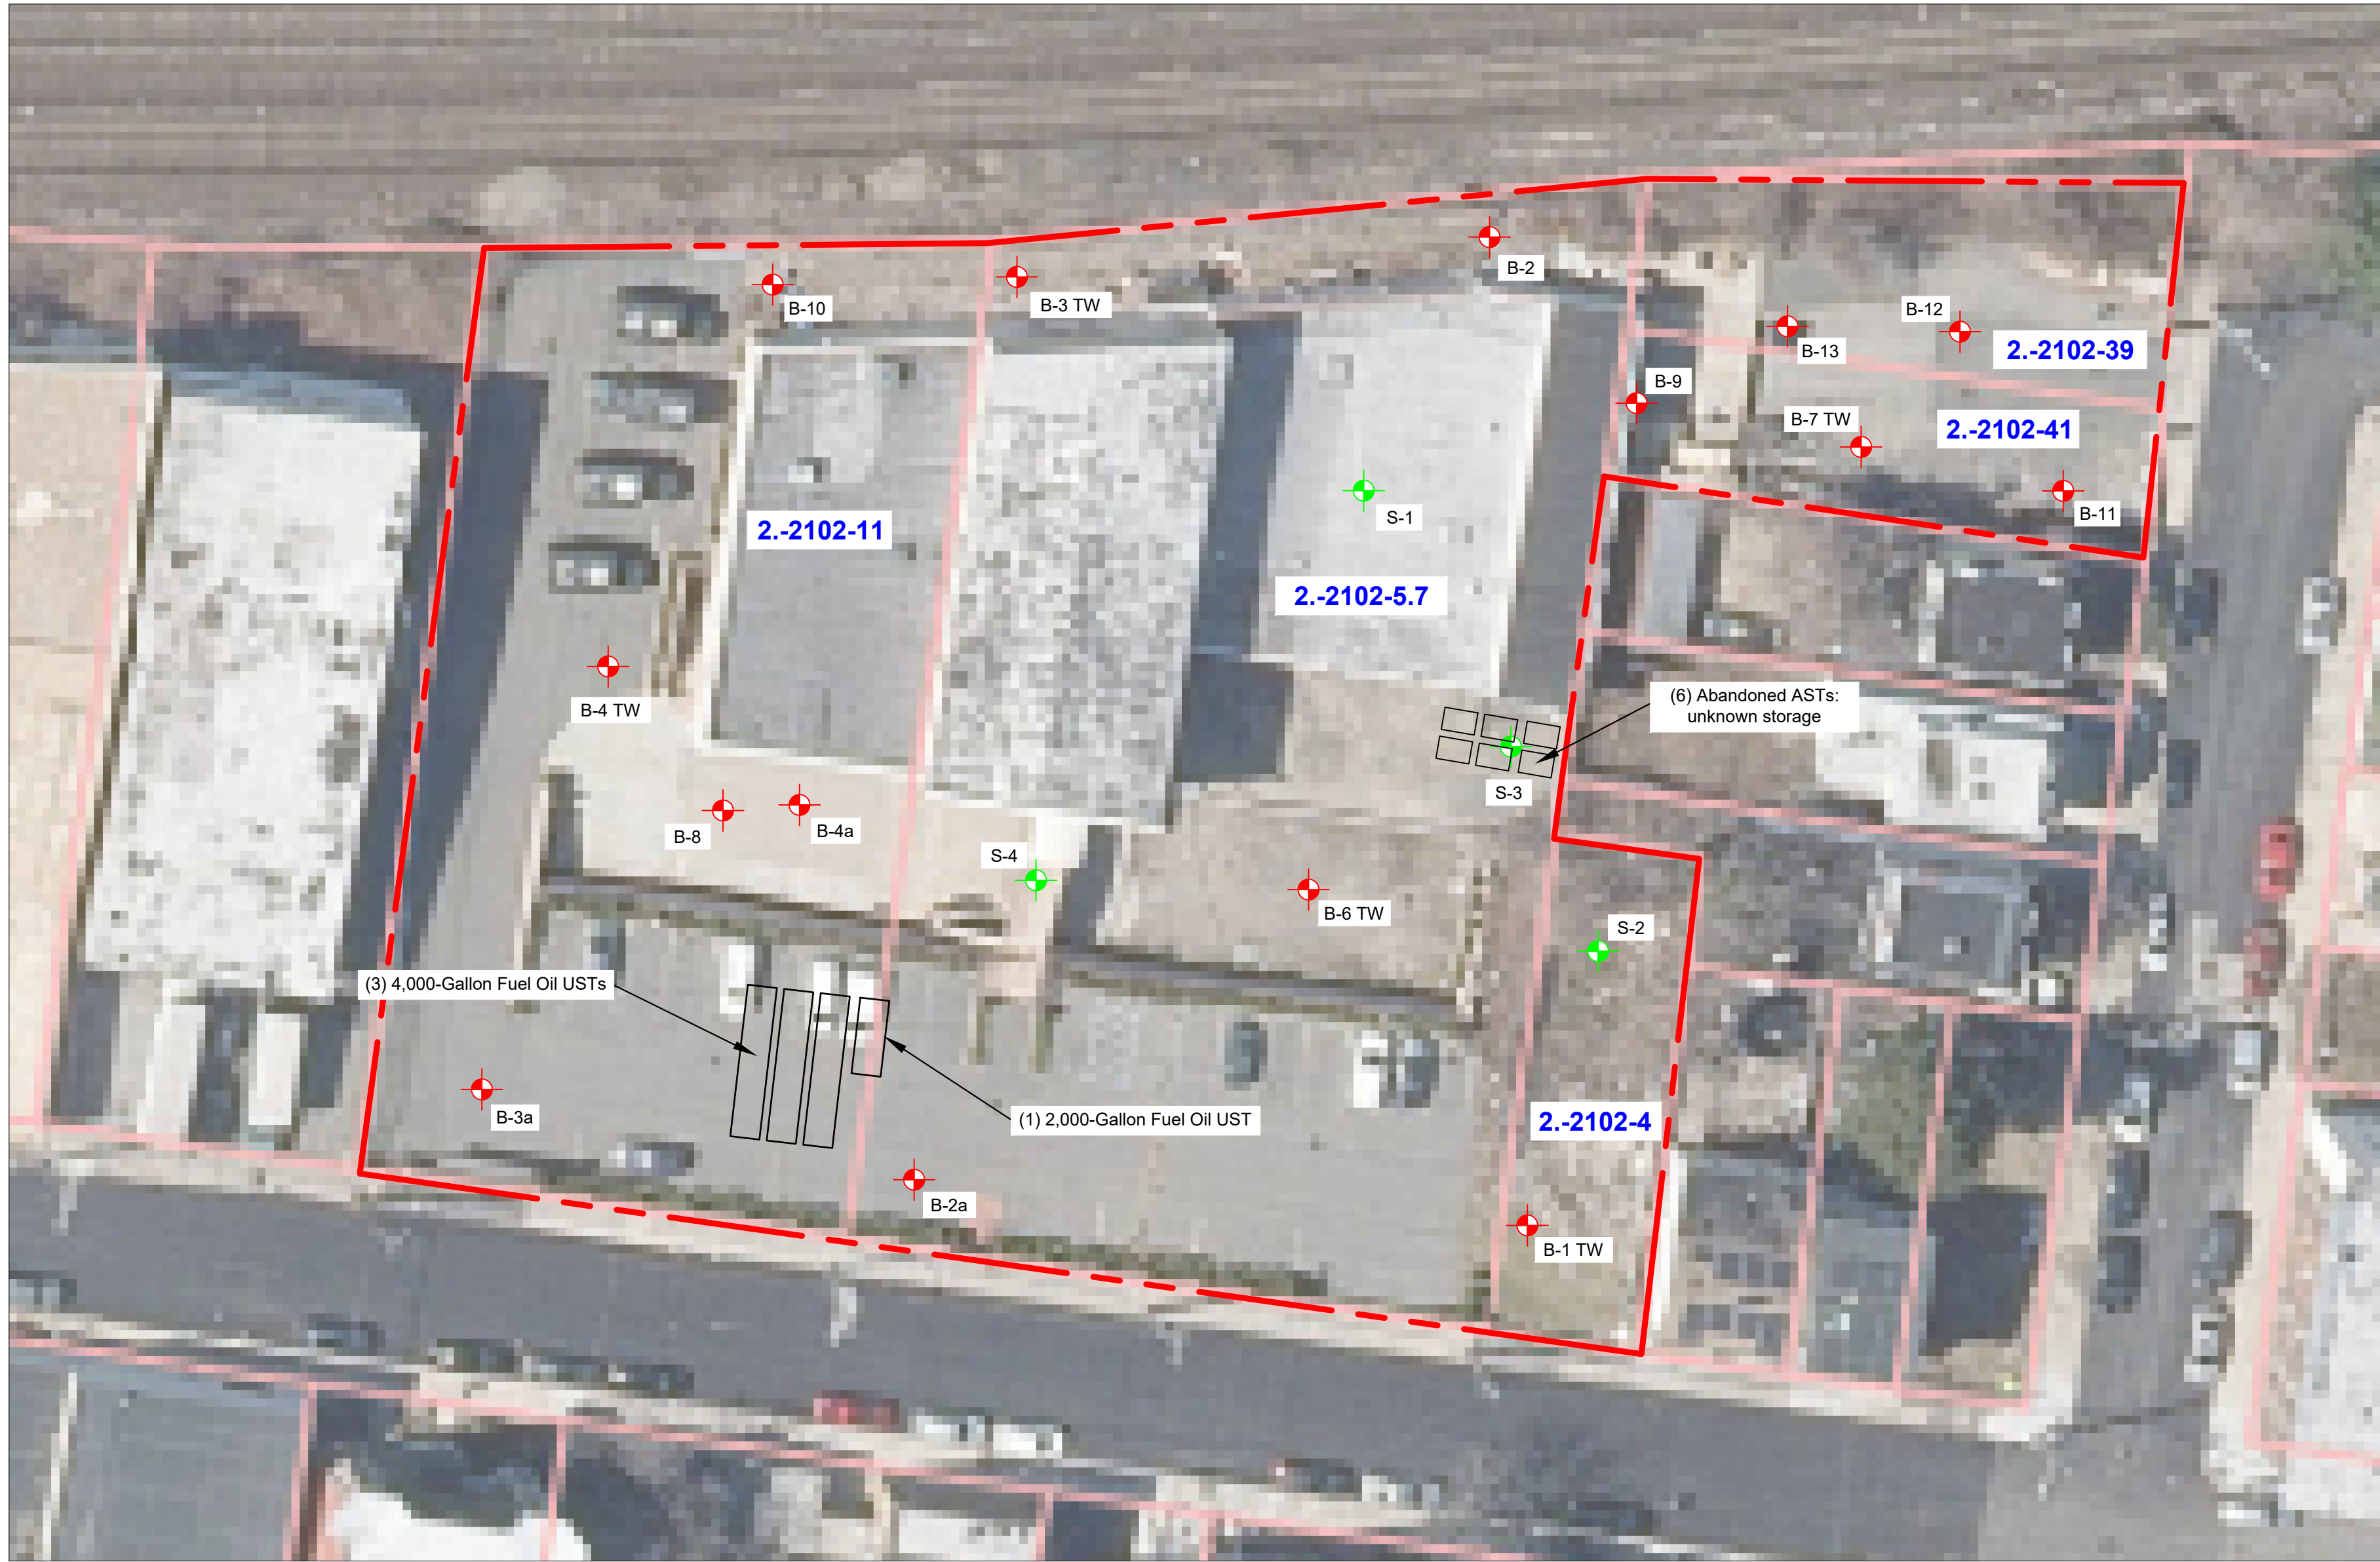 B-2
B-10
B-3 TW
B-12
B-13
2.-2102-39
B-9
B-7 TW
2.-2102-41
S-1
B-11
2.-2102-11
2.-2102-5.7
B-4 TW
(6) Abandoned ASTs:
unknown storage
S-3
B-8
B-4a
S-4
B-6 TW
S-2
(3) 4,000-Gallon Fuel Oil USTs
B-3a
(1) 2,000-Gallon Fuel Oil UST
2.-2102-4
B-2a
B-1 TW